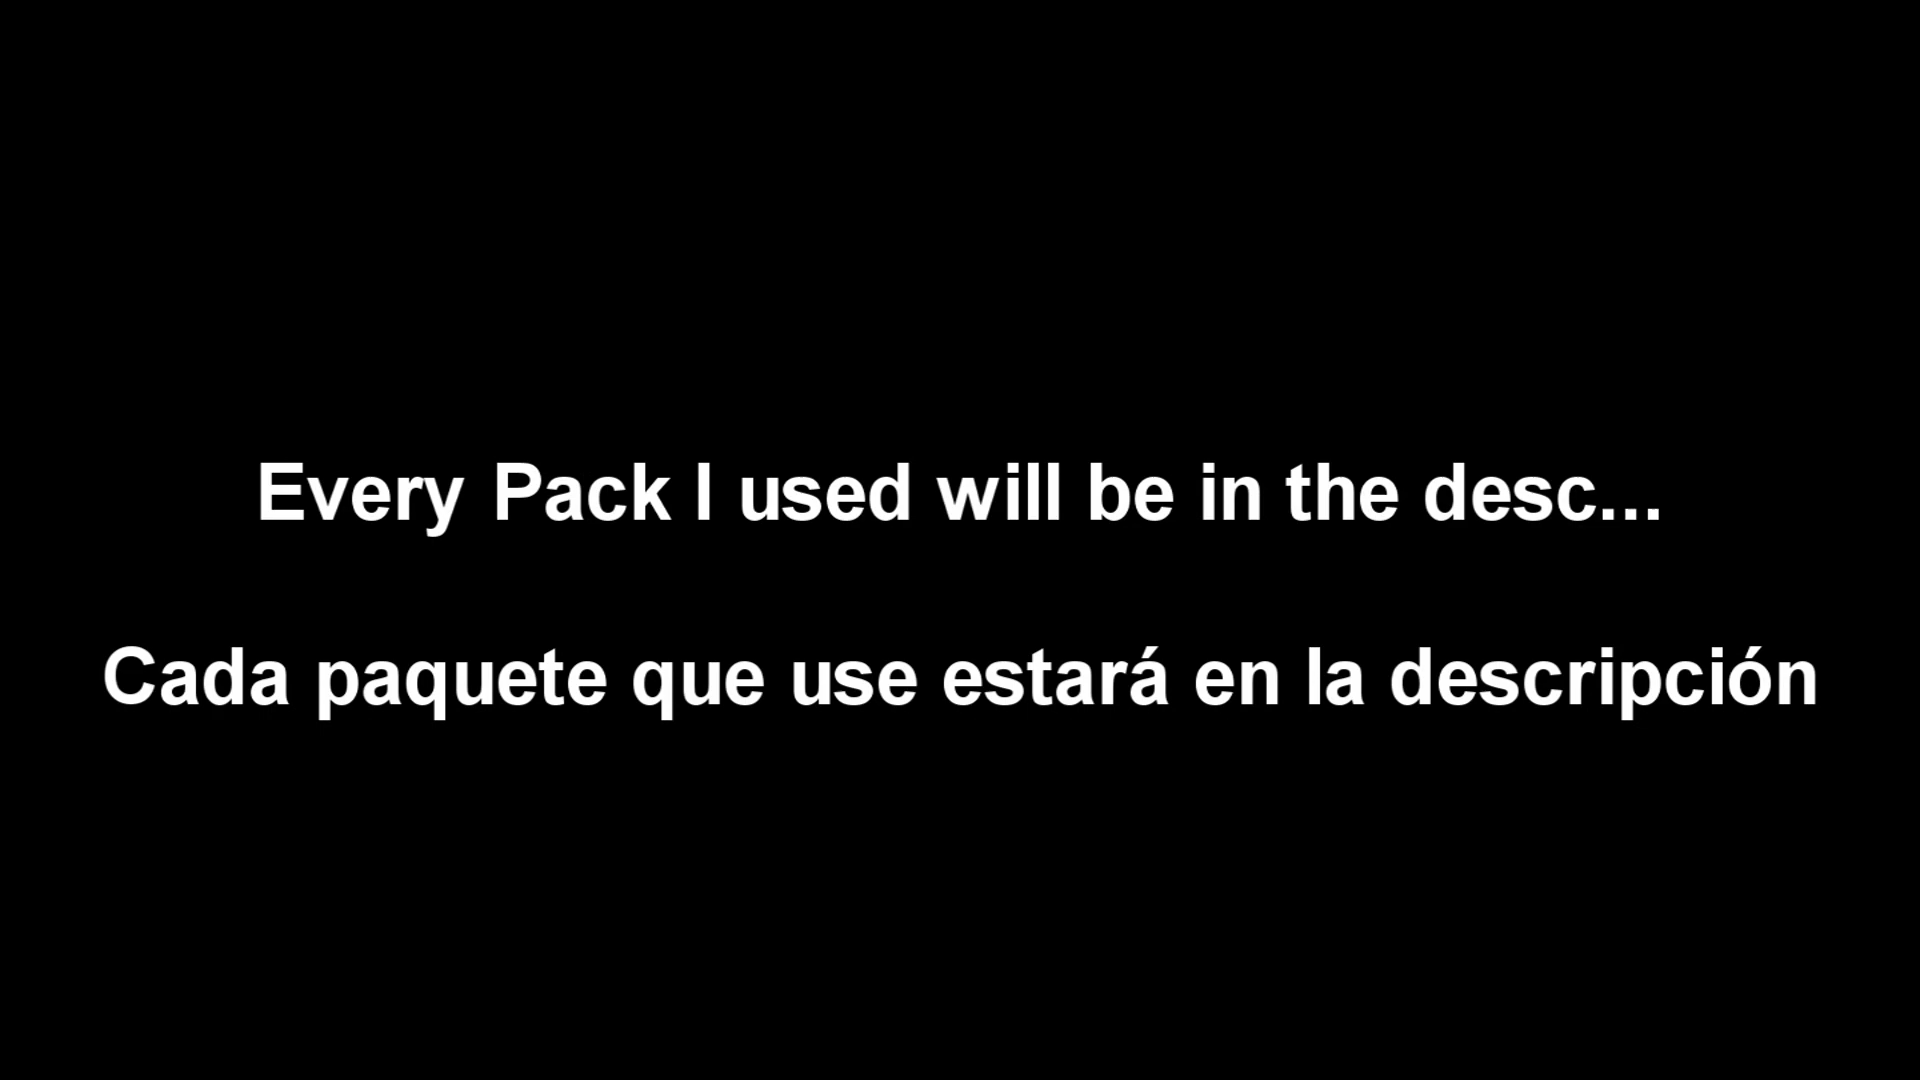 Every Pack I used will be in the desc...
Cada paquete que use estará en la descripción